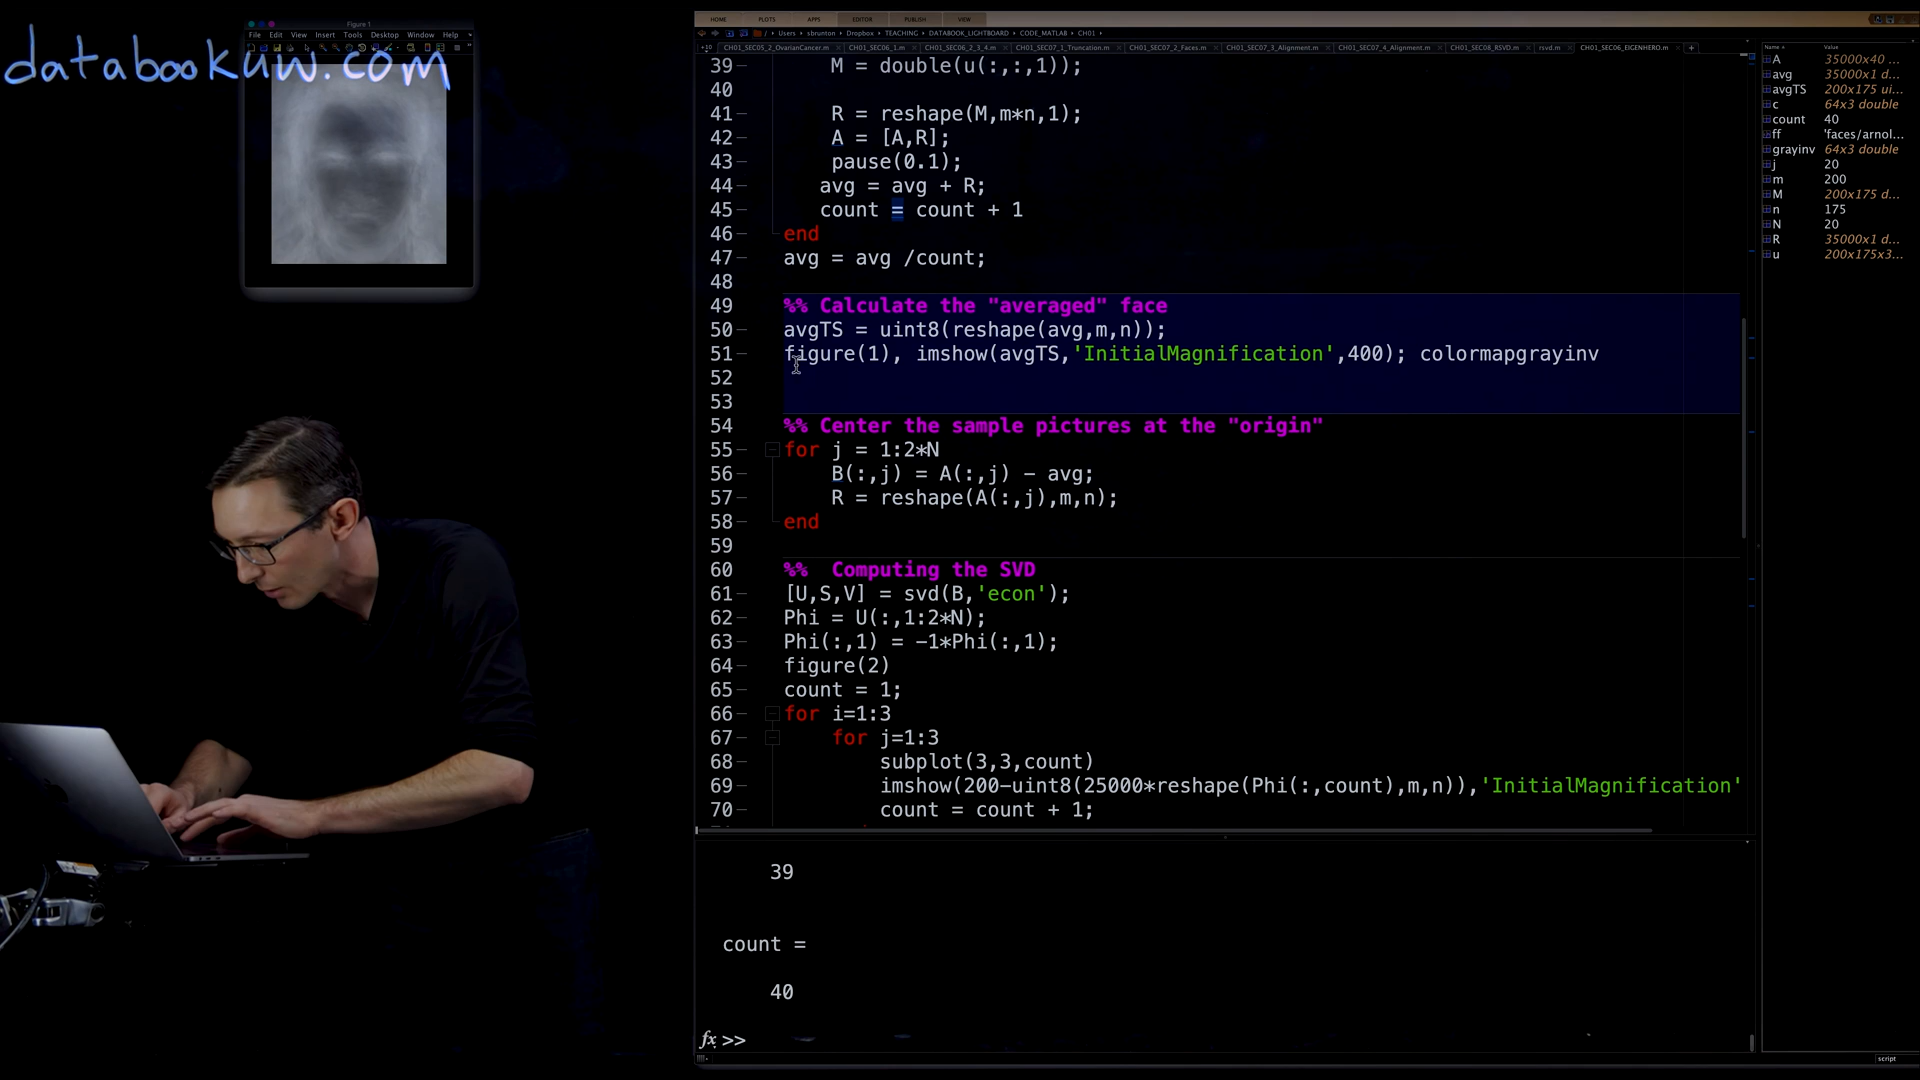 databookuw.com
Figure 1
File Edit View Insert Tools Desktop Window Help
HOME PLOTS APPS EDITOR PUBLISH VIEW
/ Users sbrunton Dropbox TEACHING DATABOOK_LIGHTBOARD CODE_MATLAB CH01
CH01_SEC05_2_OvarianCancer.m CH01_SEC06_1.m CH01_SEC06_2_3_4.m CH01_SEC07_1_Truncation.m CH01_SEC07_2_Faces.m CH01_SEC07_3_Alignment.m CH01_SEC07_4_Alignment.m CH01_SEC08_RSVD.m rsvd.m CH01_SEC06_EIGENHERO.m
39 M = double(u(:,:,1));
40
41 R = reshape(M,m*n,1);
42 A = [A,R];
43 pause(0.1);
44 avg = avg + R;
45 count = count + 1
46 end
47 avg = avg /count;
48
49 %% Calculate the "averaged" face
50 avgTS = uint8(reshape(avg,m,n));
51 figure(1), imshow(avgTS,'InitialMagnification',400); colormapgrayinv
52
53
54 %% Center the sample pictures at the "origin"
55 for j = 1:2*N
56 B(:,j) = A(:,j) - avg;
57 R = reshape(A(:,j),m,n);
58 end
59
60 %% Computing the SVD
61 [U,S,V] = svd(B,'econ');
62 Phi = U(:,1:2*N);
63 Phi(:,1) = -1*Phi(:,1);
64 figure(2)
65 count = 1;
66 for i=1:3
67 for j=1:3
68 subplot(3,3,count)
69 imshow(200-uint8(25000*reshape(Phi(:,count),m,n)),'InitialMagnification'
70 count = count + 1;
39
count =
40
fx >>
Name Value
A 35000x40 ...
avg 35000x1 d...
avgTS 200x175 ui...
c 64x3 double
count 40
ff 'faces/arnol...
grayinv 64x3 double
j 20
m 200
M 200x175 d...
n 175
N 20
R 35000x1 d...
u 200x175x3...
script